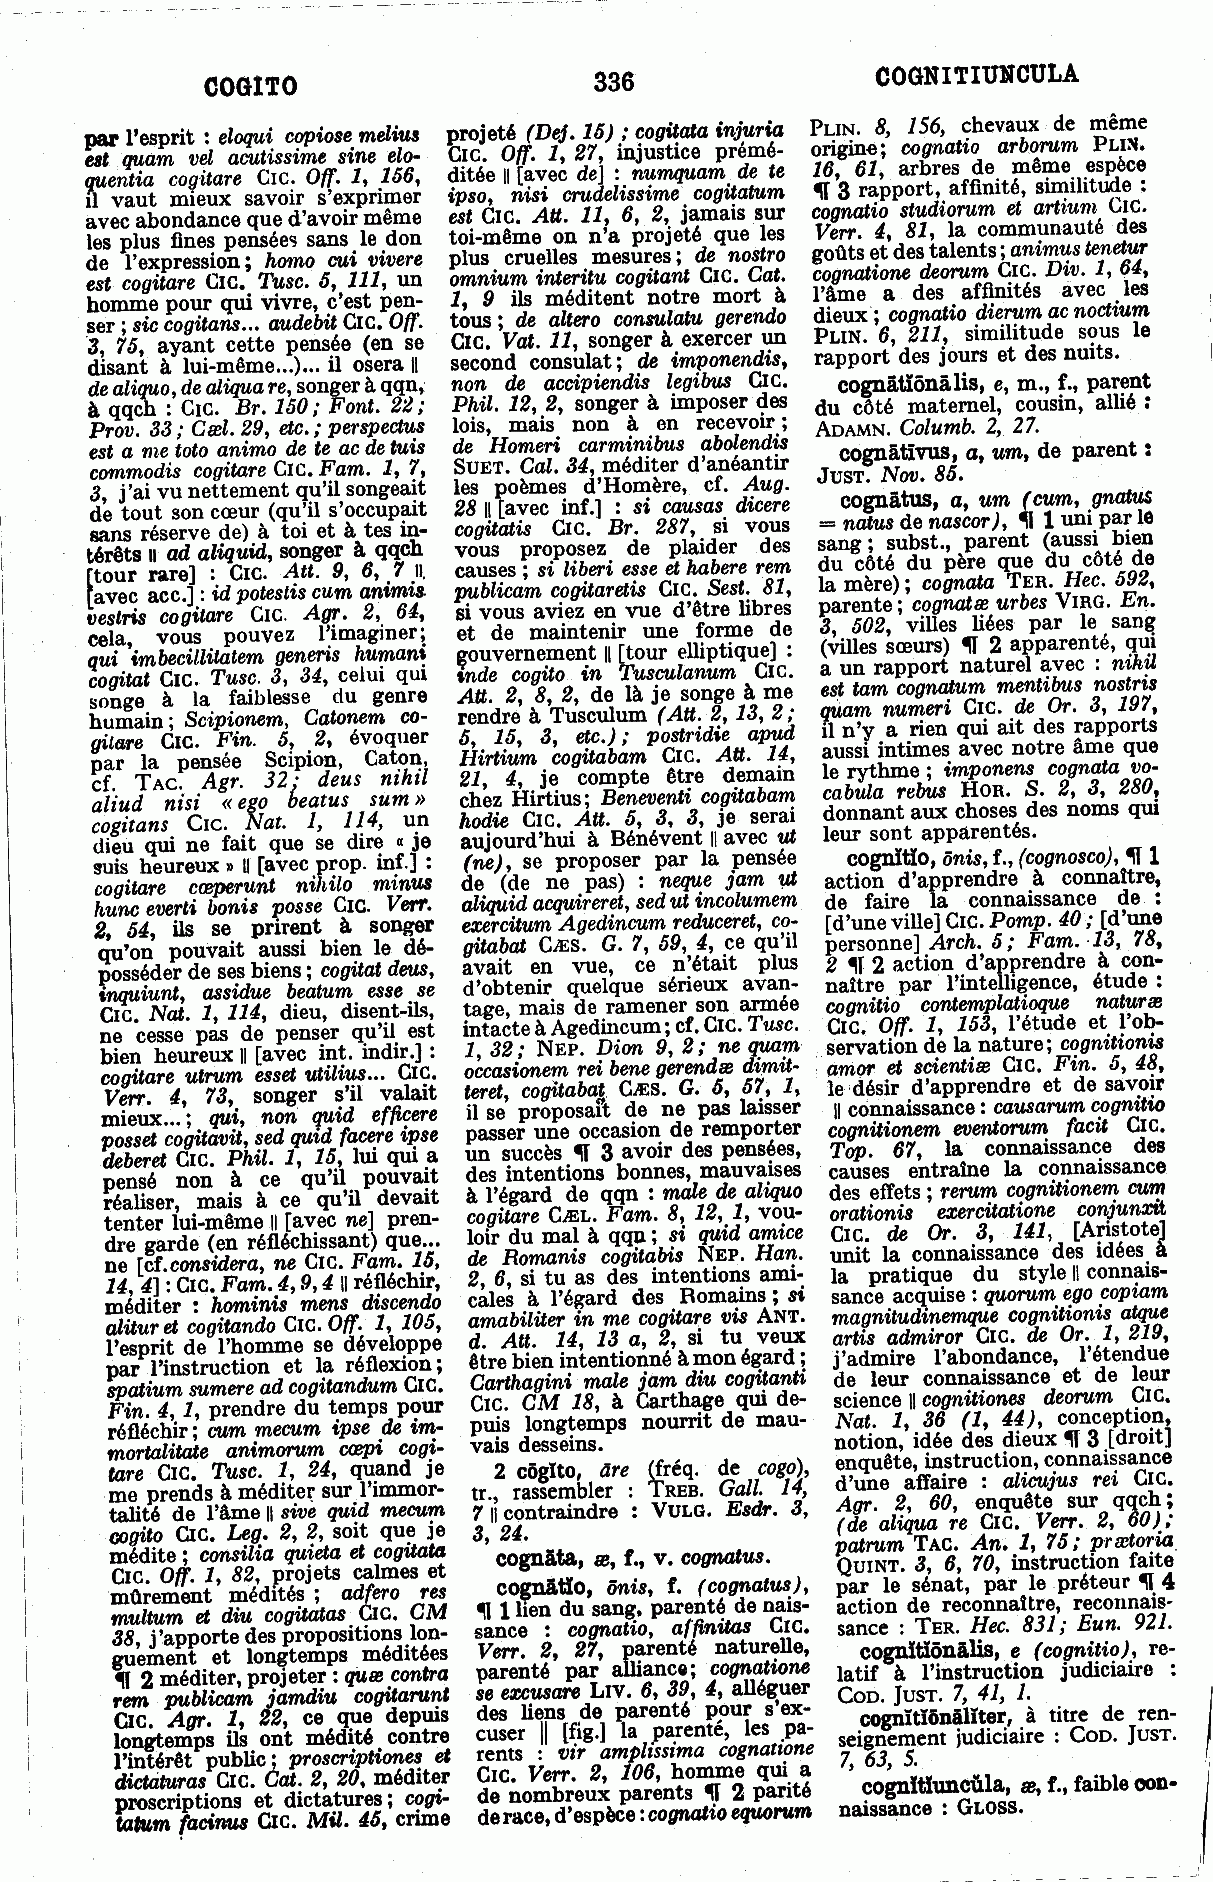 COGITO
336
COGNITIUNCULA
par l'esprit : eloqui copiose melius
est quam vel acutissime sine elo-
quentia cogitare CIC. Off. 1, 156,
il vaut mieux savoir s'exprimer
avec abondance que d'avoir même
les plus fines pensées sans le don
de l'expression ; homo cui vivere
est cogitare CIC. Tusc. 5, 111, un
homme pour qui vivre, c'est pen-
ser ; sic cogitans... audebit CIC. Off.
3, 75, ayant cette pensée (en se
disant à lui-même...)... il osera ||
de aliquo, de aliqua re, songer à qqn,
à qqch : CIC. Br. 150 ; Font. 22 ;
Prov. 33 ; Cæl. 29, etc. ; perspectus
est a me toto animo de te ac de tuis
commodis cogitare CIC. Fam. 1, 7,
3, j'ai vu nettement qu'il songeait
de tout son cœur (qu'il s'occupait
sans réserve de) à toi et à tes in-
térêts || ad aliquid, songer à qqch
[tour rare] : CIC. Att. 9, 6, 7 ||
[avec acc.] : id potestis cum animis
vestris cogitare CIC. Agr. 2, 64,
cela, vous pouvez l'imaginer ;
qui imbecillitatem generis humani
cogitat CIC. Tusc. 3, 34, celui qui
songe à la faiblesse du genre
humain ; Scipionem, Catonem co-
gitare CIC. Fin. 5, 2, évoquer
par la pensée Scipion, Caton,
cf. TAC. Agr. 32 ; deus nihil
aliud nisi « ego beatus sum »
cogitans CIC. Nat. 1, 114, un
dieu qui ne fait que se dire « je
suis heureux » || [avec prop. inf.] :
cogitare cœperunt nihilo minus
hunc everti bonis posse CIC. Verr.
2, 54, ils se prirent à songer
qu'on pouvait aussi bien le dé-
posséder de ses biens ; cogitat deus,
inquiunt, assidue beatum esse se
CIC. Nat. 1, 114, dieu, disent-ils,
ne cesse pas de penser qu'il est
bien heureux || [avec int. indir.] :
cogitare utrum esset utilius... CIC.
Verr. 4, 73, songer s'il valait
mieux... ; qui, non quid efficere
posset cogitavit, sed quid facere ipse
deberet CIC. Phil. 1, 15, lui qui a
pensé non à ce qu'il pouvait
réaliser, mais à ce qu'il devait
tenter lui-même || [avec ne] pren-
dre garde (en réfléchissant) que...
ne [cf. considera, ne CIC. Fam. 15,
14, 4] : CIC. Fam. 4, 9, 4 || réfléchir,
méditer : hominis mens discendo
alitur et cogitando CIC. Off. 1, 105,
l'esprit de l'homme se développe
par l'instruction et la réflexion ;
spatium sumere ad cogitandum CIC.
Fin. 4, 1, prendre du temps pour
réfléchir ; cum mecum ipse de im-
mortalitate animorum cœpi cogi-
tare CIC. Tusc. 1, 24, quand je
me prends à méditer sur l'immor-
talité de l'âme || sive quid mecum
cogito CIC. Leg. 2, 2, soit que je
médite ; consilia quieta et cogitata
CIC. Off. 1, 82, projets calmes et
mûrement médités ; adfero res
multum et diu cogitatas CIC. CM
38, j'apporte des propositions lon-
guement et longtemps méditées
¶ 2 méditer, projeter : quæ contra
rem publicam jamdiu cogitarunt
CIC. Agr. 1, 22, ce que depuis
longtemps ils ont médité contre
l'intérêt public ; proscriptiones et
dictaturas CIC. Cat. 2, 20, méditer
proscriptions et dictatures ; cogi-
tatum facinus CIC. Mil. 45, crime
projeté (Dej. 15) ; cogitata injuria
CIC. Off. 1, 27, injustice prémé-
ditée || [avec de] : numquam de te
ipso, nisi crudelissime cogitatum
est CIC. Att. 11, 6, 2, jamais sur
toi-même on n'a projeté que les
plus cruelles mesures ; de nostro
omnium interitu cogitant CIC. Cat.
1, 9 ils méditent notre mort à
tous ; de altero consulatu gerendo
CIC. Vat. 11, songer à exercer un
second consulat ; de imponendis,
non de accipiendis legibus CIC.
Phil. 12, 2, songer à imposer des
lois, mais non à en recevoir ;
de Homeri carminibus abolendis
SUET. Cal. 34, méditer d'anéantir
les poèmes d'Homère, cf. Aug.
28 || [avec inf.] : si causas dicere
cogitatis CIC. Br. 287, si vous
vous proposez de plaider des
causes ; si liberi esse et habere rem
publicam cogitaretis CIC. Sest. 81,
si vous aviez en vue d'être libres
et de maintenir une forme de
gouvernement || [tour elliptique] :
inde cogito in Tusculanum CIC.
Att. 2, 8, 2, de là je songe à me
rendre à Tusculum (Att. 2, 13, 2 ;
5, 15, 3, etc.) ; postridie apud
Hirtium cogitabam CIC. Att. 14,
21, 4, je compte être demain
chez Hirtius ; Beneventi cogitabam
hodie CIC. Att. 5, 3, 3, je serai
aujourd'hui à Bénévent || avec ut
(ne), se proposer par la pensée
de (de ne pas) : neque jam ut
aliquid acquireret, sed ut incolumem
exercitum Agedincum reduceret, co-
gitabat CÆS. G. 7, 59, 4, ce qu'il
avait en vue, ce n'était plus
d'obtenir quelque sérieux avan-
tage, mais de ramener son armée
intacte à Agedincum ; cf. CIC. Tusc.
1, 32 ; NEP. Dion 9, 2 ; ne quam
occasionem rei bene gerendæ dimit-
teret, cogitabat CÆS. G. 5, 57, 1,
il se proposait de ne pas laisser
passer une occasion de remporter
un succès ¶ 3 avoir des pensées,
des intentions bonnes, mauvaises
à l'égard de qqn : male de aliquo
cogitare CÆL. Fam. 8, 12, 1, vou-
loir du mal à qqn ; si quid amice
de Romanis cogitabis NEP. Han.
2, 6, si tu as des intentions ami-
cales à l'égard des Romains ; si
amabiliter in me cogitare vis ANT.
d. Att. 14, 13 a, 2, si tu veux
être bien intentionné à mon égard ;
Carthagini male jam diu cogitanti
CIC. CM 18, à Carthage qui de-
puis longtemps nourrit de mau-
vais desseins.
2 cōgĭto, āre (fréq. de cogo),
tr., rassembler : TREB. Gall. 14,
7 || contraindre : VULG. Esdr. 3,
3, 24.
cognāta, æ, f., v. cognatus.
cognātĭo, ōnis, f. (cognatus),
¶ 1 lien du sang, parenté de nais-
sance : cognatio, affinitas CIC.
Verr. 2, 27, parenté naturelle,
parenté par alliance ; cognatione
se excusare LIV. 6, 39, 4, alléguer
des liens de parenté pour s'ex-
cuser || [fig.] la parenté, les pa-
rents : vir amplissima cognatione
CIC. Verr. 2, 106, homme qui a
de nombreux parents ¶ 2 parité
de race, d'espèce : cognatio equorum
PLIN. 8, 156, chevaux de même
origine ; cognatio arborum PLIN.
16, 61, arbres de même espèce
¶ 3 rapport, affinité, similitude :
cognatio studiorum et artium CIC.
Verr. 4, 81, la communauté des
goûts et des talents ; animus tenetur
cognatione deorum CIC. Div. 1, 64,
l'âme a des affinités avec les
dieux ; cognatio dierum ac noctium
PLIN. 6, 211, similitude sous le
rapport des jours et des nuits.
cognātĭōnālis, e, m., f., parent
du côté maternel, cousin, allié :
ADAMN. Columb. 2, 27.
cognātīvus, a, um, de parent :
JUST. Nov. 85.
cognātus, a, um (cum, gnatus
= natus de nascor), ¶ 1 uni par le
sang ; subst., parent (aussi bien
du côté du père que du côté de
la mère) ; cognata TER. Hec. 592,
parente ; cognatæ urbes VIRG. En.
3, 502, villes liées par le sang
(villes sœurs) ¶ 2 apparenté, qui
a un rapport naturel avec : nihil
est tam cognatum mentibus nostris
quam numeri CIC. de Or. 3, 197,
il n'y a rien qui ait des rapports
aussi intimes avec notre âme que
le rythme ; imponens cognata vo-
cabula rebus HOR. S. 2, 3, 280,
donnant aux choses des noms qui
leur sont apparentés.
cognĭtĭo, ōnis, f., (cognosco), ¶ 1
action d'apprendre à connaître,
de faire la connaissance de :
[d'une ville] CIC. Pomp. 40 ; [d'une
personne] Arch. 5 ; Fam. 13, 78,
2 ¶ 2 action d'apprendre à con-
naître par l'intelligence, étude :
cognitio contemplatioque naturæ
CIC. Off. 1, 153, l'étude et l'ob-
servation de la nature ; cognitionis
amor et scientiæ CIC. Fin. 5, 48,
le désir d'apprendre et de savoir
|| connaissance : causarum cognitio
cognitionem eventorum facit CIC.
Top. 67, la connaissance des
causes entraîne la connaissance
des effets ; rerum cognitionem cum
orationis exercitatione conjunxit
CIC. de Or. 3, 141, [Aristote]
unit la connaissance des idées à
la pratique du style || connais-
sance acquise : quorum ego copiam
magnitudinemque cognitionis atque
artis admiror CIC. de Or. 1, 219,
j'admire l'abondance, l'étendue
de leur connaissance et de leur
science || cognitiones deorum CIC.
Nat. 1, 36 (1, 44), conception,
notion, idée des dieux ¶ 3 [droit]
enquête, instruction, connaissance
d'une affaire : alicujus rei CIC.
Agr. 2, 60, enquête sur qqch ;
(de aliqua re CIC. Verr. 2, 60) ;
patrum TAC. An. 1, 75 ; prætoria
QUINT. 3, 6, 70, instruction faite
par le sénat, par le préteur ¶ 4
action de reconnaître, reconnais-
sance : TER. Hec. 831 ; Eun. 921.
cognĭtĭōnālis, e (cognitio), re-
latif à l'instruction judiciaire :
COD. JUST. 7, 41, 1.
cognĭtĭōnālĭter, à titre de ren-
seignement judiciaire : COD. JUST.
7, 63, 5.
cognĭtĭuncŭla, æ, f., faible con-
naissance : GLOSS.